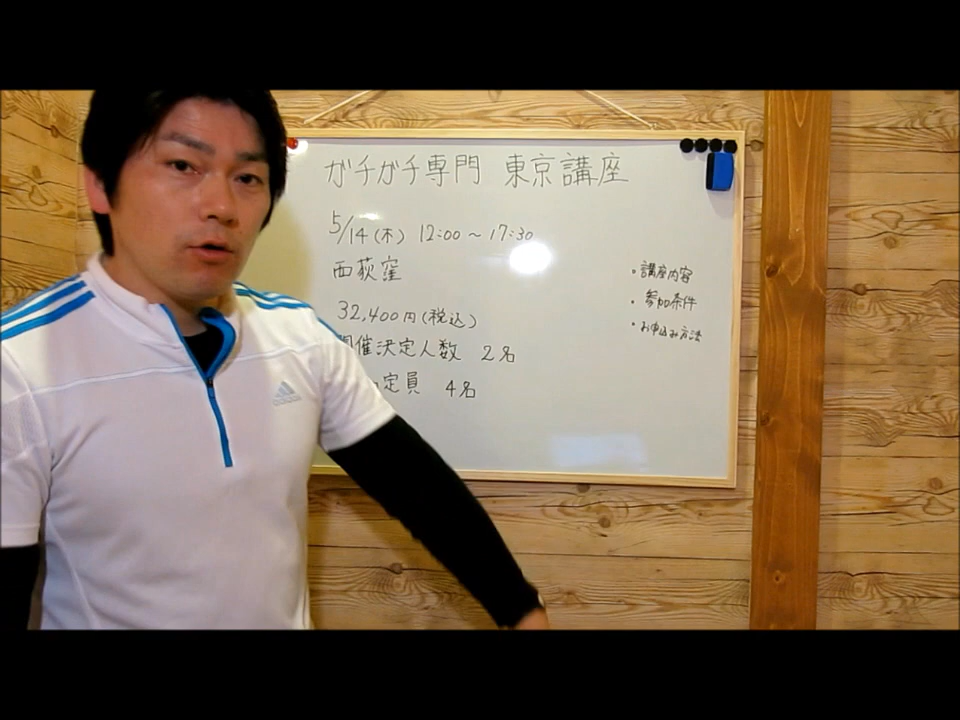 ガチガチ専門 東京講座
5/14(木) 12:00〜17:30
西荻窪
32,400円(税込)
開催決定人数 2名
定員 4名
・講座内容
・参加条件
・お申込み方法
adidas